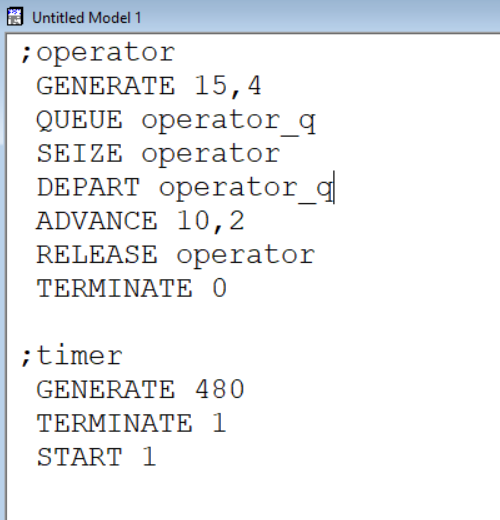 Untitled Model 1
;operator
GENERATE 15,4
QUEUE operator_q
SEIZE operator
DEPART operator_q
ADVANCE 10,2
RELEASE operator
TERMINATE 0
;timer
GENERATE 480
TERMINATE 1
START 1